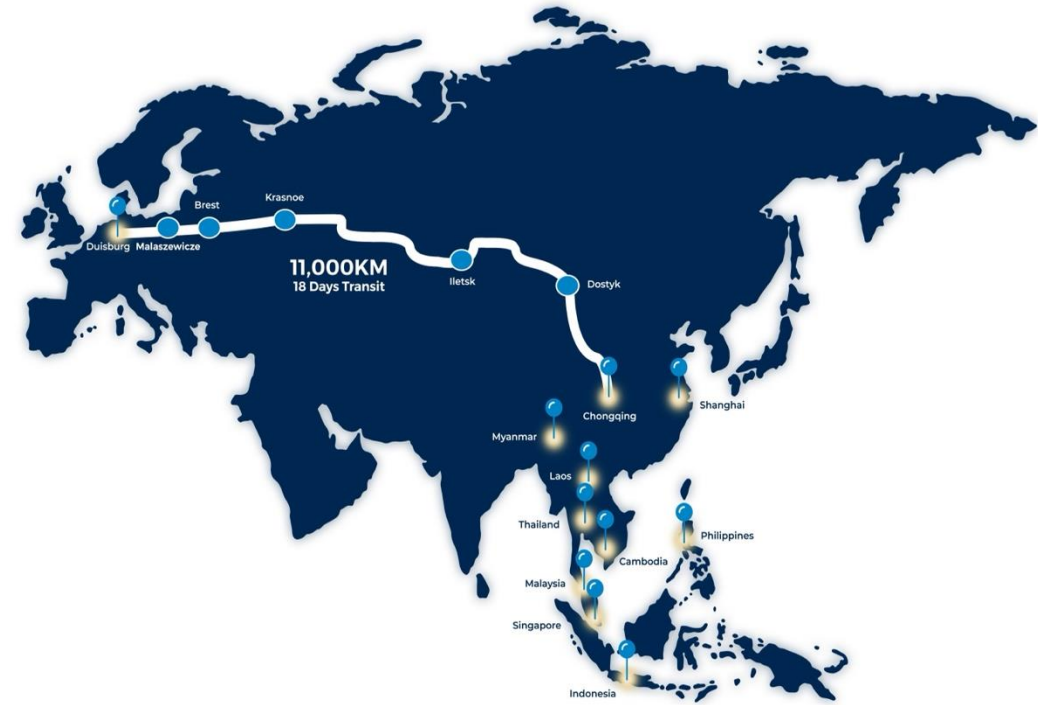 Krasnoe
Brest
Duisburg
Malaszewicze
11,000KM
18 Days Transit
Iletsk
Dostyk
Chongqing
Shanghai
Myanmar
Laos
Thailand
Philippines
Cambodia
Malaysia
Singapore
Indonesia